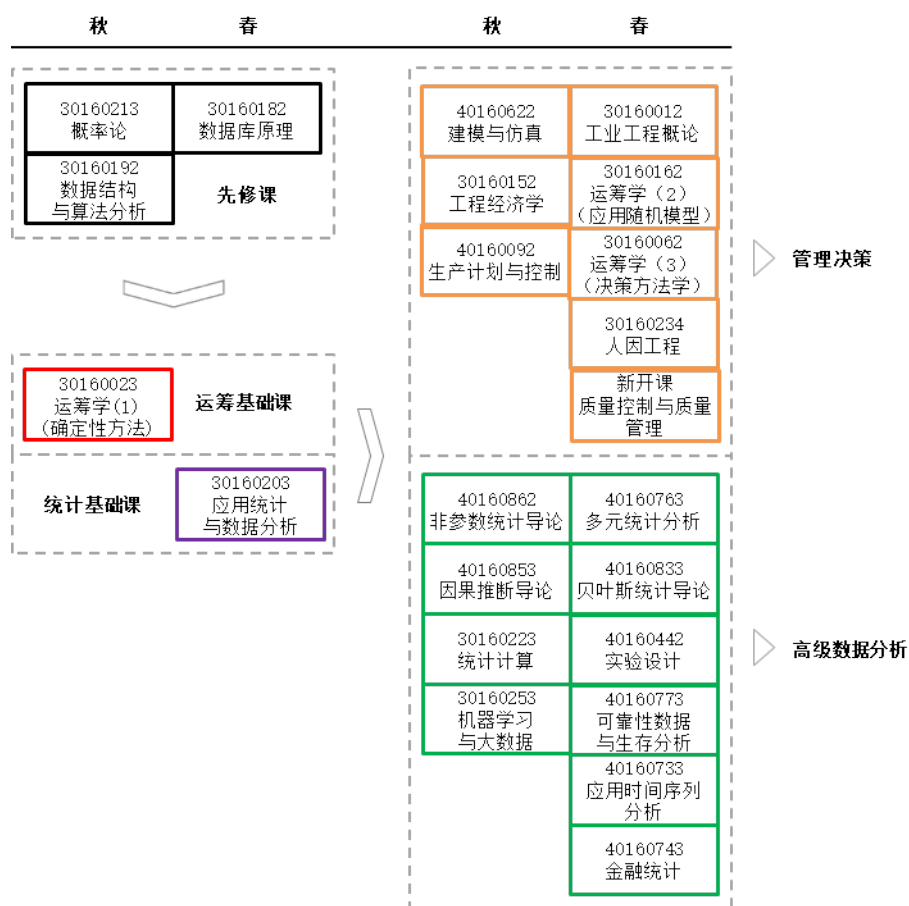 秋
春
秋
春
30160213
概率论
30160182
数据库原理
30160192
数据结构
与算法分析
先修课
30160023
运筹学(1)
(确定性方法)
运筹基础课
统计基础课
30160203
应用统计
与数据分析
40160622
建模与仿真
30160012
工业工程概论
30160152
工程经济学
30160162
运筹学（2）
（应用随机模型）
40160092
生产计划与控制
30160062
运筹学（3）
（决策方法学）
30160234
人因工程
新开课
质量控制与质量
管理
管理决策
40160862
非参数统计导论
40160763
多元统计分析
40160853
因果推断导论
40160833
贝叶斯统计导论
30160223
统计计算
40160442
实验设计
30160253
机器学习
与大数据
40160773
可靠性数据
与生存分析
40160733
应用时间序列
分析
40160743
金融统计
高级数据分析